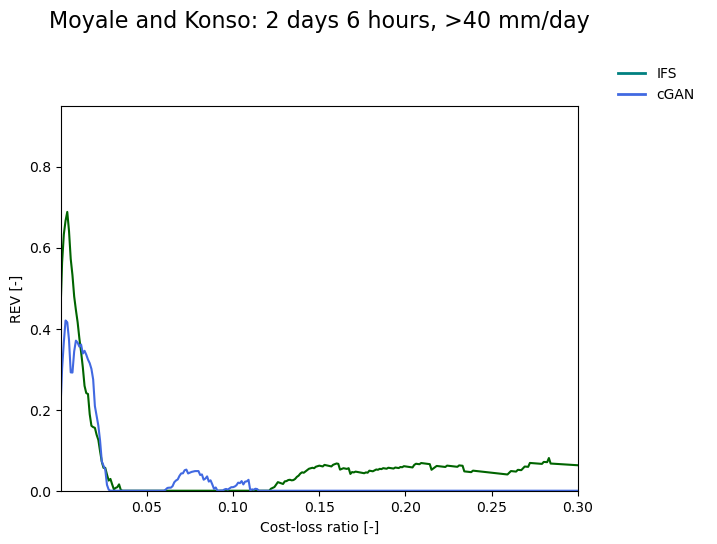 Moyale and Konso: 2 days 6 hours, >40 mm/day
IFS
cGAN
0.8
0.6
0.4
0.2
0.0
REV [-]
0.05
0.10
0.15
0.20
0.25
0.30
Cost-loss ratio [-]